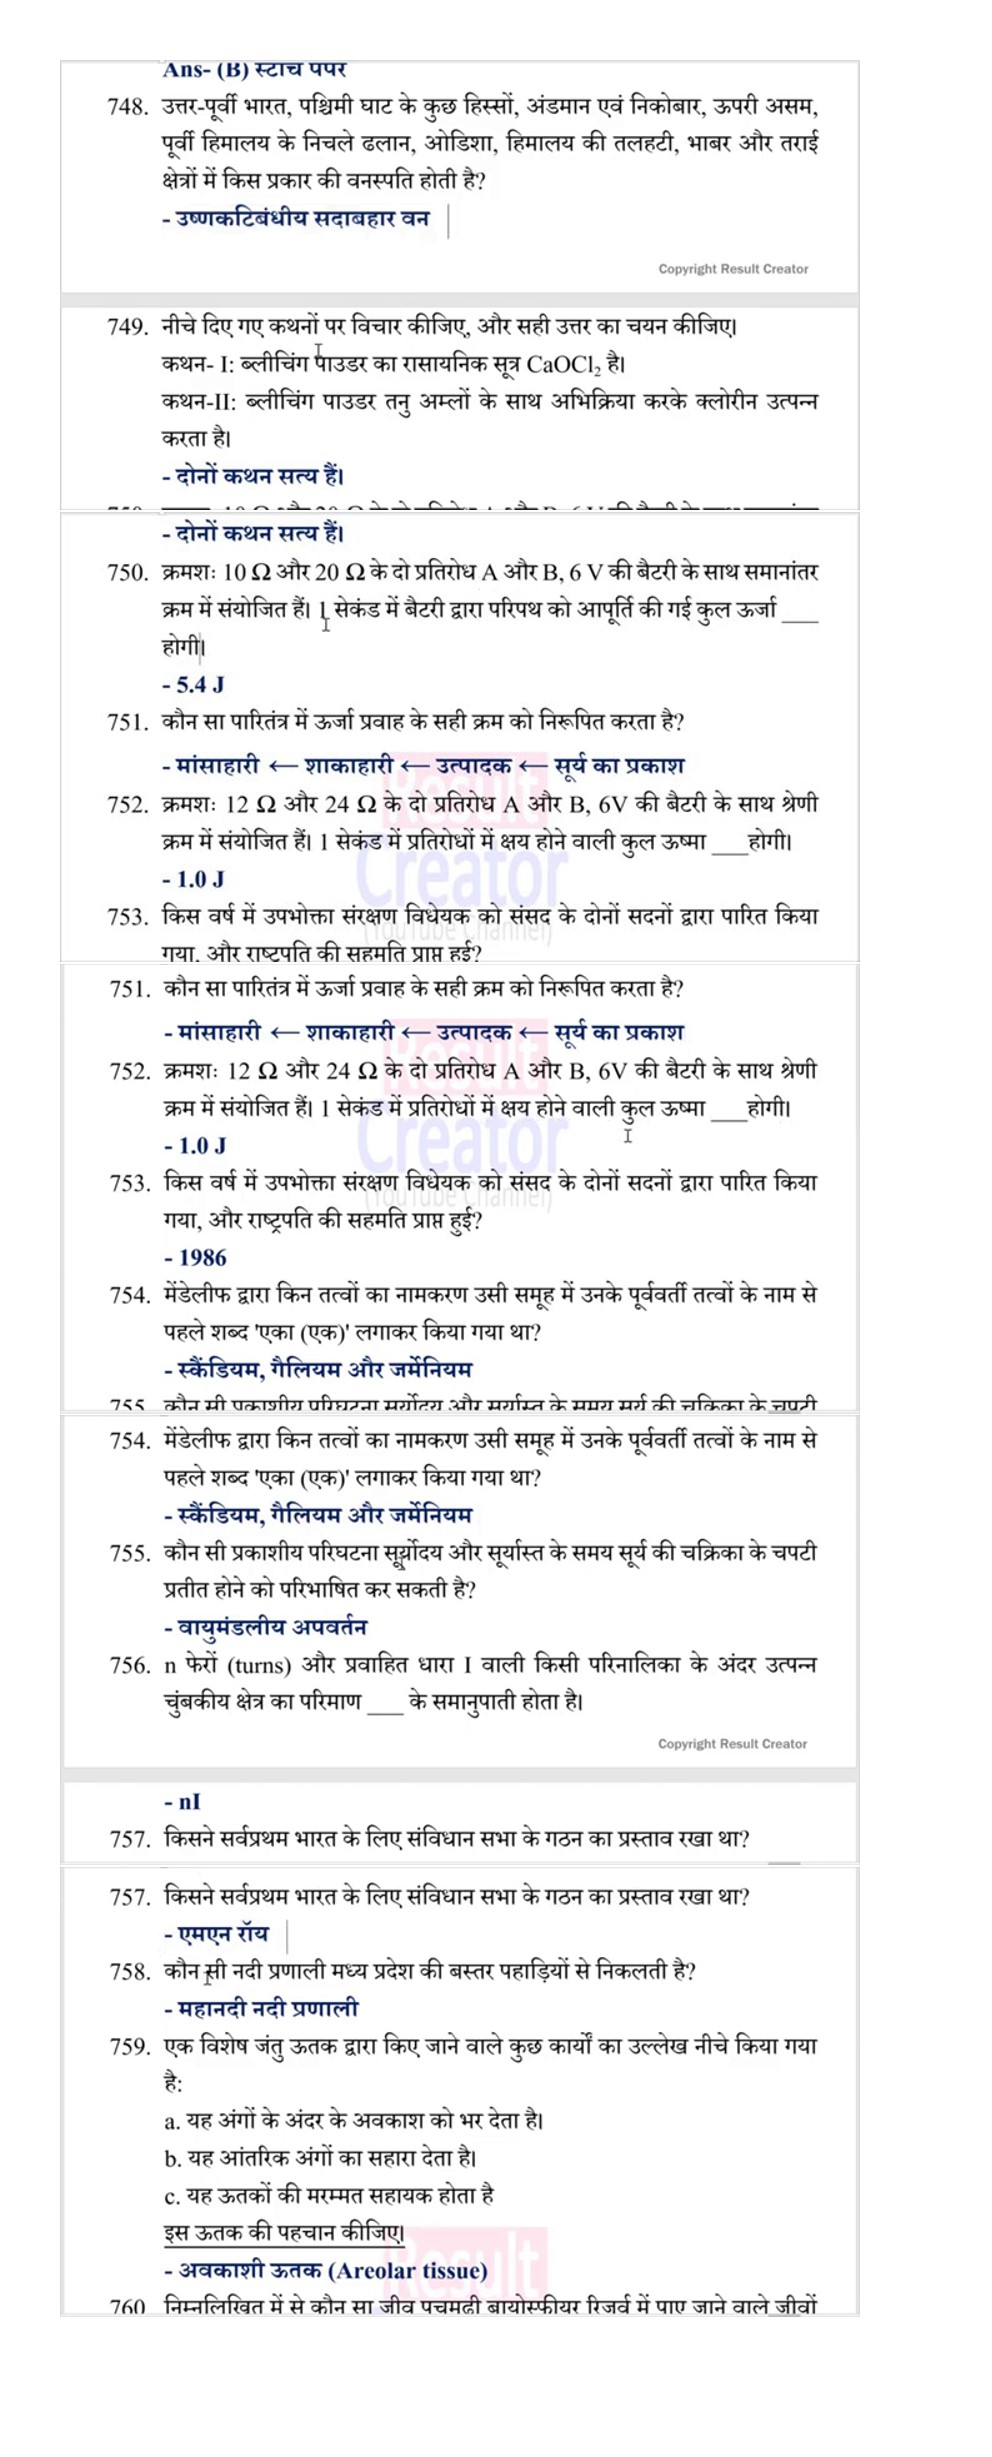 Ans- (B) स्टार्च पेपर
748. उत्तर-पूर्वी भारत, पश्चिमी घाट के कुछ हिस्सों, अंडमान एवं निकोबार, ऊपरी असम,
पूर्वी हिमालय के निचले ढलान, ओडिशा, हिमालय की तलहटी, भाबर और तराई
क्षेत्रों में किस प्रकार की वनस्पति होती है?
- उष्णकटिबंधीय सदाबहार वन
Copyright Result Creator
749. नीचे दिए गए कथनों पर विचार कीजिए, और सही उत्तर का चयन कीजिए।
कथन- I: ब्लीचिंग पाउडर का रासायनिक सूत्र CaOCl₂ है।
कथन-II: ब्लीचिंग पाउडर तनु अम्लों के साथ अभिक्रिया करके क्लोरीन उत्पन्न
करता है।
- दोनों कथन सत्य हैं।
- दोनों कथन सत्य हैं।
750. क्रमशः 10 Ω और 20 Ω के दो प्रतिरोध A और B, 6 V की बैटरी के साथ समानांतर
क्रम में संयोजित हैं। 1 सेकंड में बैटरी द्वारा परिपथ को आपूर्ति की गई कुल ऊर्जा ___
होगी।
- 5.4 J
751. कौन सा पारितंत्र में ऊर्जा प्रवाह के सही क्रम को निरूपित करता है?
- मांसाहारी ← शाकाहारी ← उत्पादक ← सूर्य का प्रकाश
752. क्रमशः 12 Ω और 24 Ω के दो प्रतिरोध A और B, 6V की बैटरी के साथ श्रेणी
क्रम में संयोजित हैं। 1 सेकंड में प्रतिरोधों में क्षय होने वाली कुल ऊष्मा ___होगी।
- 1.0 J
753. किस वर्ष में उपभोक्ता संरक्षण विधेयक को संसद के दोनों सदनों द्वारा पारित किया
गया, और राष्ट्रपति की सहमति प्राप्त हुई?
751. कौन सा पारितंत्र में ऊर्जा प्रवाह के सही क्रम को निरूपित करता है?
- मांसाहारी ← शाकाहारी ← उत्पादक ← सूर्य का प्रकाश
752. क्रमशः 12 Ω और 24 Ω के दो प्रतिरोध A और B, 6V की बैटरी के साथ श्रेणी
क्रम में संयोजित हैं। 1 सेकंड में प्रतिरोधों में क्षय होने वाली कुल ऊष्मा ___होगी।
- 1.0 J
753. किस वर्ष में उपभोक्ता संरक्षण विधेयक को संसद के दोनों सदनों द्वारा पारित किया
गया, और राष्ट्रपति की सहमति प्राप्त हुई?
- 1986
754. मेंडेलीफ द्वारा किन तत्वों का नामकरण उसी समूह में उनके पूर्ववर्ती तत्वों के नाम से
पहले शब्द 'एका (एक)' लगाकर किया गया था?
- स्कैंडियम, गैलियम और जर्मेनियम
755. कौन सी प्रकाशीय परिघटना सूर्योदय और सूर्यास्त के समय सूर्य की चक्रिका के चपटी
754. मेंडेलीफ द्वारा किन तत्वों का नामकरण उसी समूह में उनके पूर्ववर्ती तत्वों के नाम से
पहले शब्द 'एका (एक)' लगाकर किया गया था?
- स्कैंडियम, गैलियम और जर्मेनियम
755. कौन सी प्रकाशीय परिघटना सूर्योदय और सूर्यास्त के समय सूर्य की चक्रिका के चपटी
प्रतीत होने को परिभाषित कर सकती है?
- वायुमंडलीय अपवर्तन
756. n फेरों (turns) और प्रवाहित धारा I वाली किसी परिनालिका के अंदर उत्पन्न
चुंबकीय क्षेत्र का परिमाण ___ के समानुपाती होता है।
Copyright Result Creator
- nI
757. किसने सर्वप्रथम भारत के लिए संविधान सभा के गठन का प्रस्ताव रखा था?
757. किसने सर्वप्रथम भारत के लिए संविधान सभा के गठन का प्रस्ताव रखा था?
- एमएन रॉय
758. कौन सी नदी प्रणाली मध्य प्रदेश की बस्तर पहाड़ियों से निकलती है?
- महानदी नदी प्रणाली
759. एक विशेष जंतु ऊतक द्वारा किए जाने वाले कुछ कार्यों का उल्लेख नीचे किया गया
है:
a. यह अंगों के अंदर के अवकाश को भर देता है।
b. यह आंतरिक अंगों का सहारा देता है।
c. यह ऊतकों की मरम्मत सहायक होता है
इस ऊतक की पहचान कीजिए।
- अवकाशी ऊतक (Areolar tissue)
760. निम्नलिखित में से कौन सा जीव पचमढ़ी बायोस्फीयर रिजर्व में पाए जाने वाले जीवों